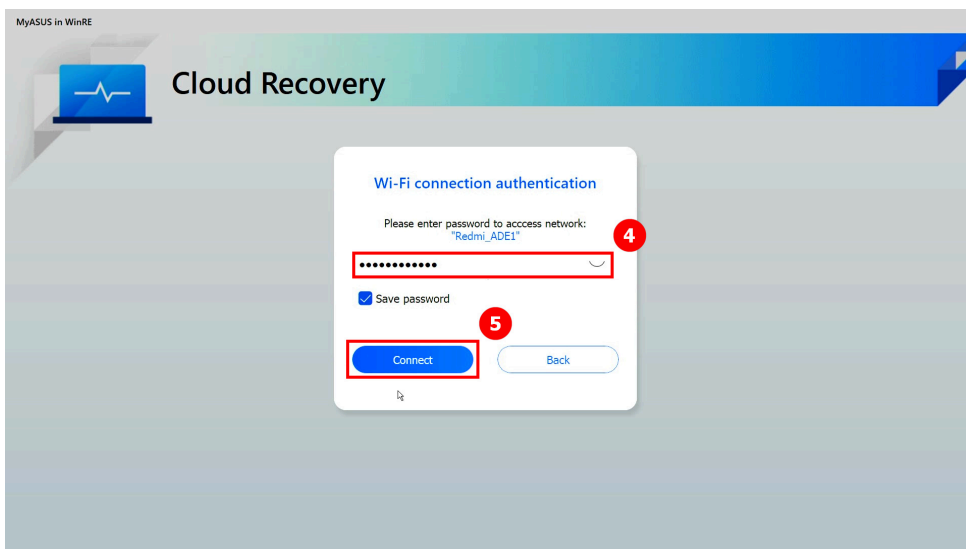 MyASUS in WinRE
Cloud Recovery
Wi-Fi connection authentication
Please enter password to acccess network:
"Redmi_ADE1"
4
••••••••••••
Save password
5
Connect
Back